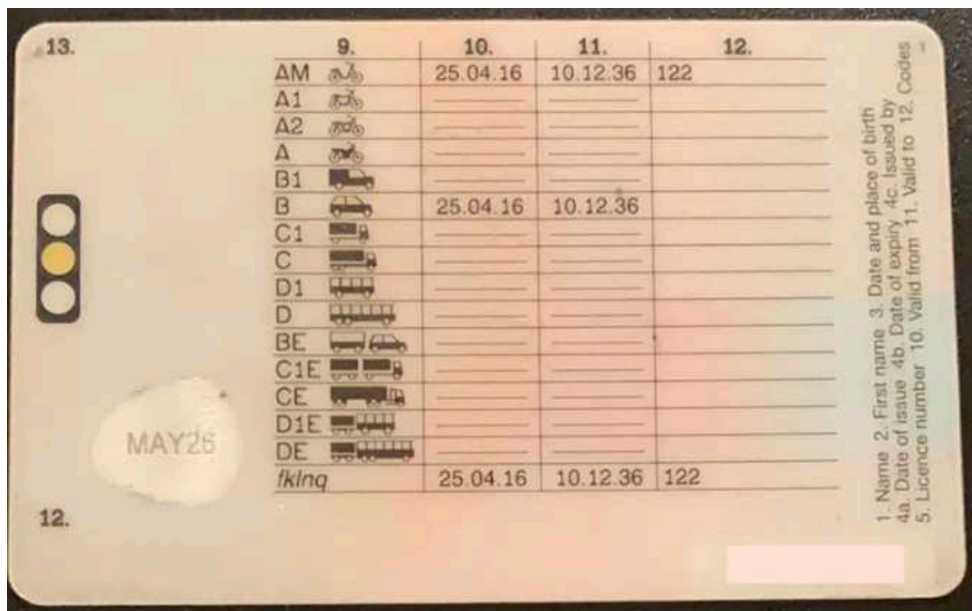 13. 9. 10. 11. 12.
AM 25.04.16 10.12.36 122
A1
A2
A
B1
B 25.04.16 10.12.36
C1
C
D1
D
BE
C1E
CE
D1E
DE
fklnq 25.04.16 10.12.36 122
MAY26
12.
1. Name 2. First name 3. Date and place of birth
4a. Date of issue 4b. Date of expiry 4c. Issued by
5. Licence number 10. Valid from 11. Valid to 12. Codes